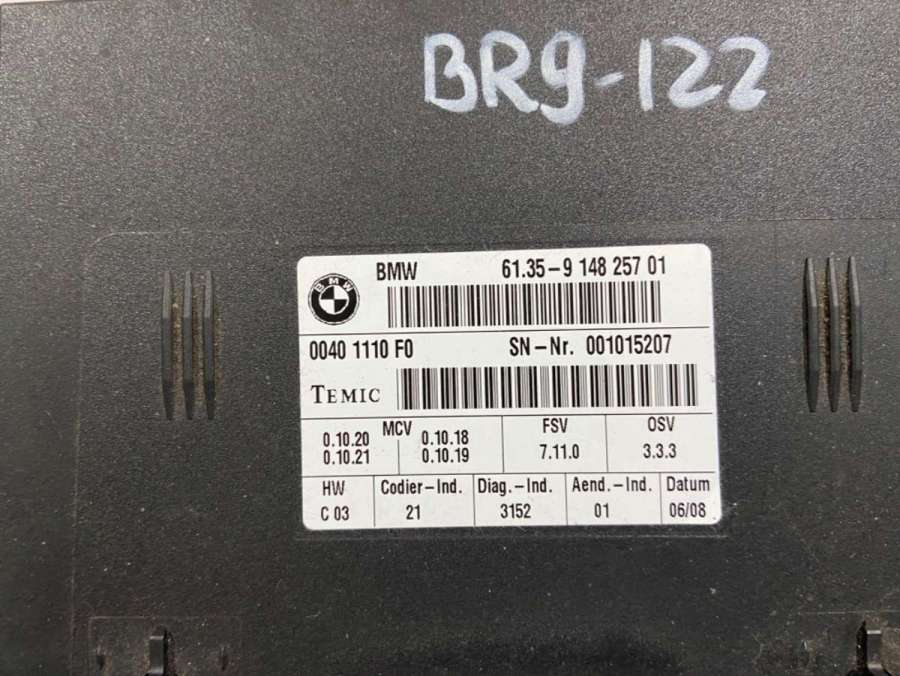 BR9-122
BMW 61.35-9 148 257 01
BMW
0040 1110 F0 SN-Nr. 001015207
TEMIC
MCV FSV OSV
0.10.20 0.10.18
0.10.21 0.10.19 7.11.0 3.3.3
HW Codier-Ind. Diag.-Ind. Aend.-Ind. Datum
C 03 21 3152 01 06/08